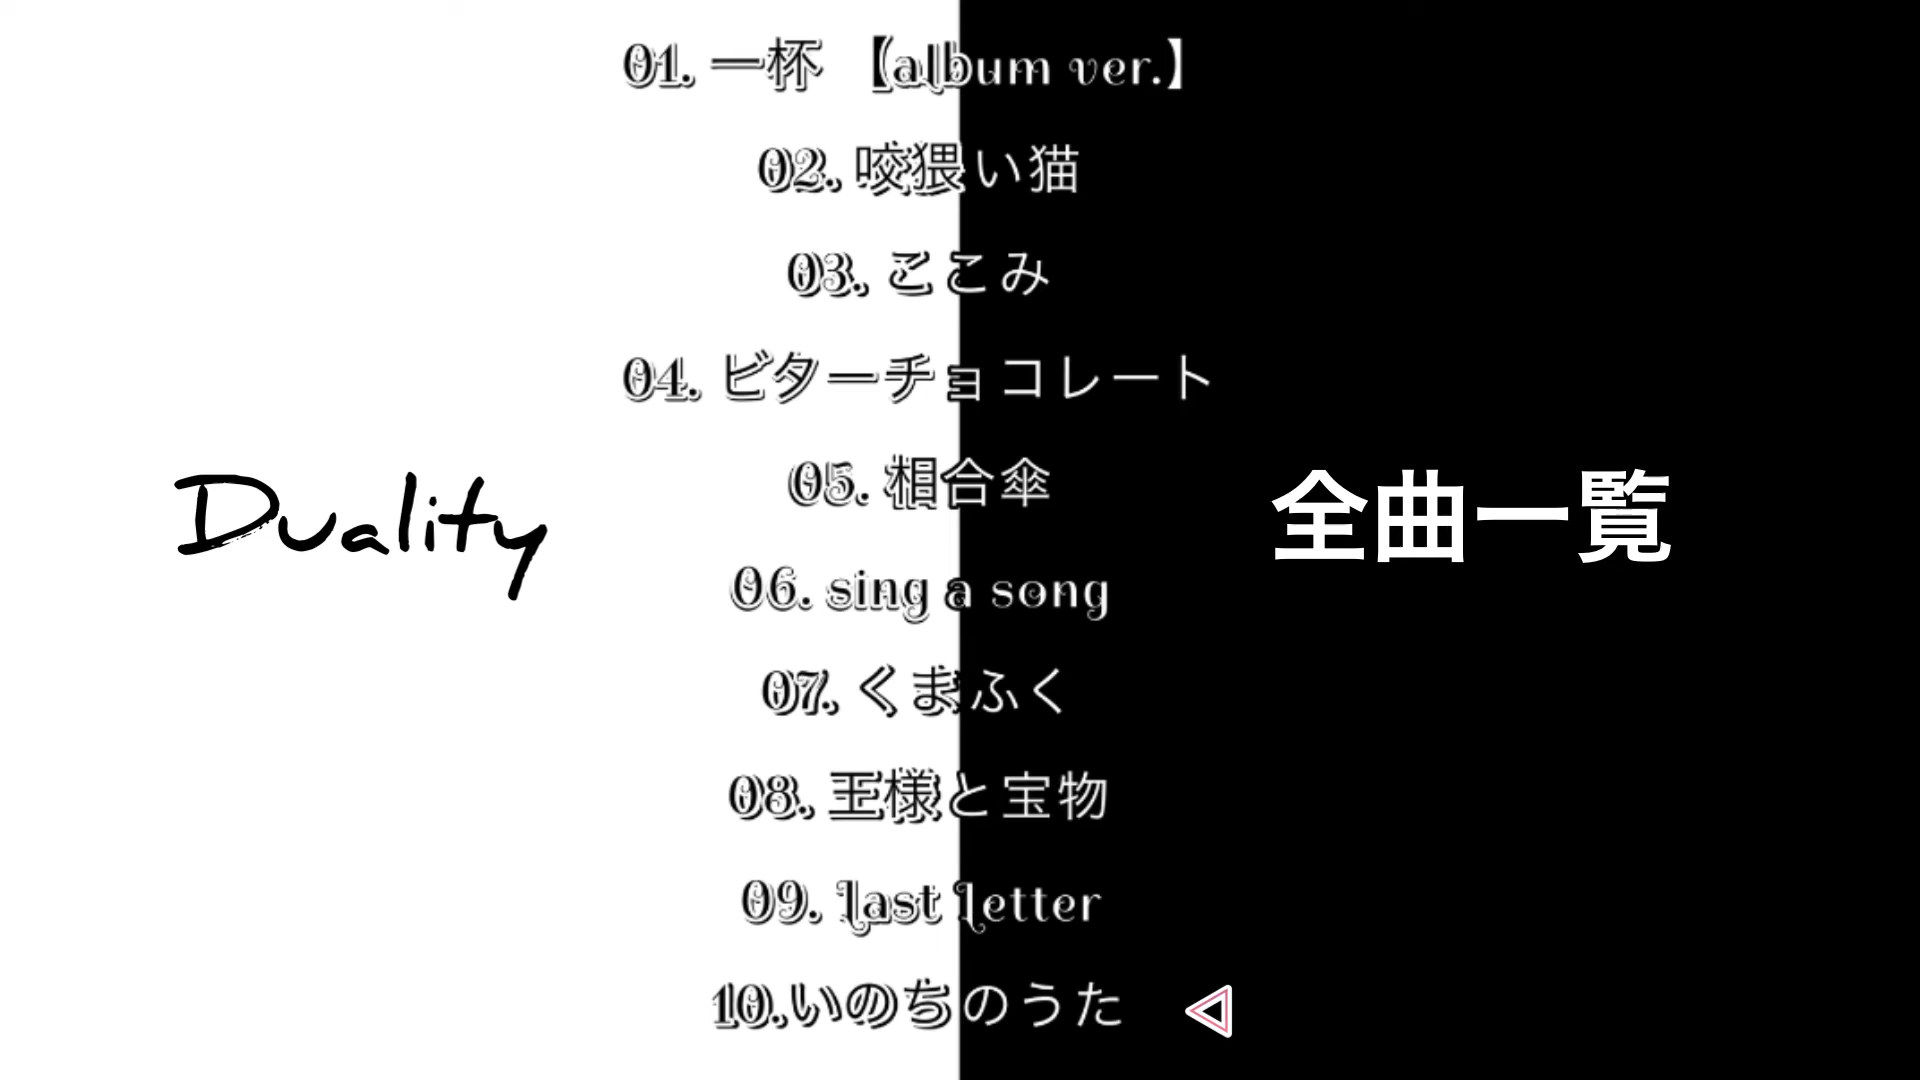 01. 一杯 【album ver.】
02. 咬猥い猫
03. ここみ
04. ビターチョコレート
05. 相合傘
06. sing a song
07. くまふく
08. 王様と宝物
09. Last Letter
10.いのちのうた
Duality
全曲一覧